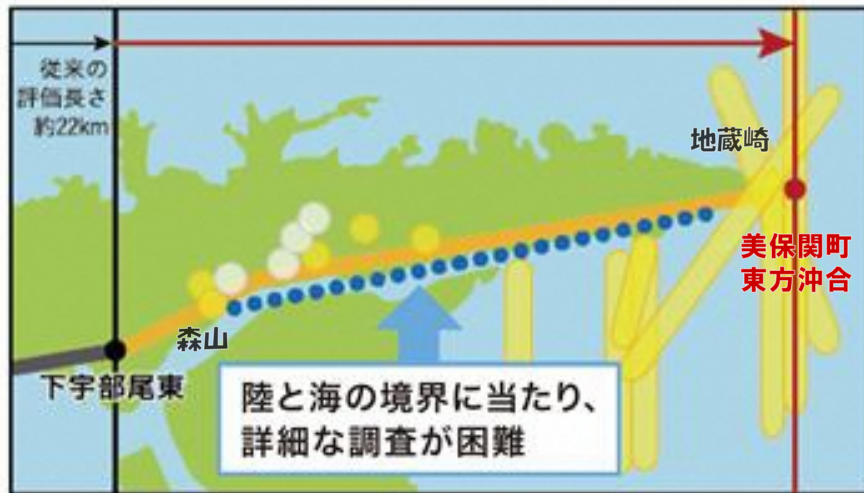 従来の
評価長さ
約22km
地蔵崎
美保関町
東方沖合
森山
下宇部尾東
陸と海の境界に当たり、
詳細な調査が困難